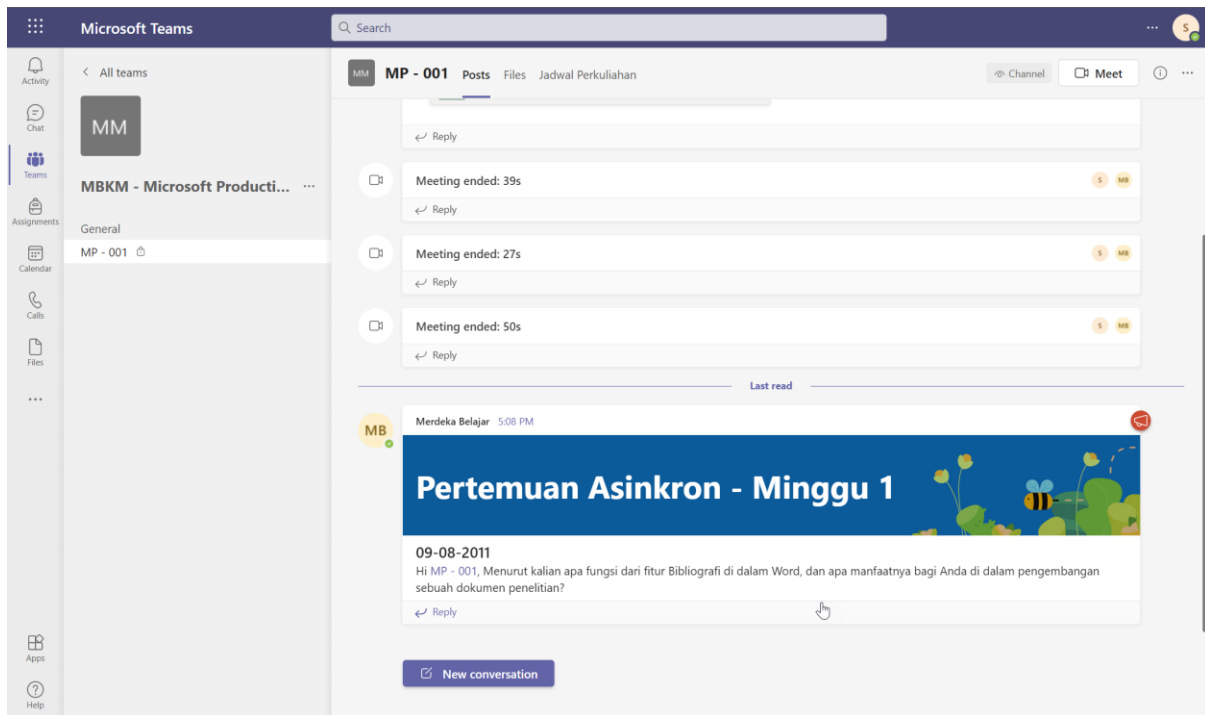 Microsoft Teams
Search
S
Activity
Chat
Teams
Assignments
Calendar
Calls
Files
Apps
Help
All teams
MM
MBKM - Microsoft Producti...
General
MP - 001
MM
MP - 001 Posts Files Jadwal Perkuliahan
Channel
Meet
Reply
Meeting ended: 39s
S MB
Reply
Meeting ended: 27s
S MB
Reply
Meeting ended: 50s
S MB
Reply
Last read
MB
Merdeka Belajar 5:08 PM
Pertemuan Asinkron - Minggu 1
09-08-2011
Hi MP - 001, Menurut kalian apa fungsi dari fitur Bibliografi di dalam Word, dan apa manfaatnya bagi Anda di dalam pengembangan
sebuah dokumen penelitian?
Reply
New conversation